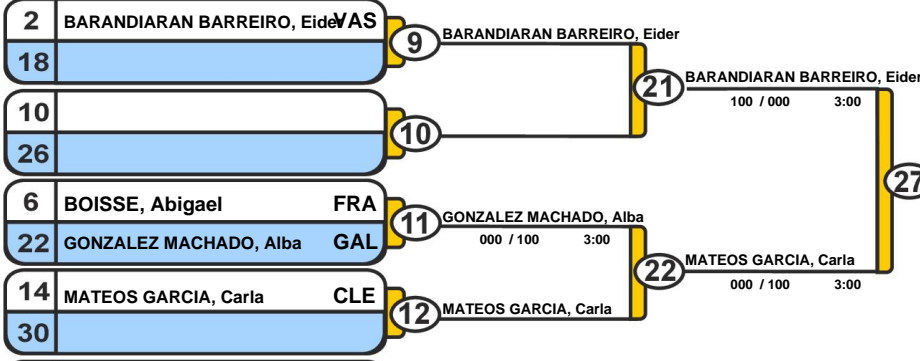 2 BARANDIARAN BARREIRO, Eider VAS
18
9
BARANDIARAN BARREIRO, Eider
21
BARANDIARAN BARREIRO, Eider
100 / 000 3:00
10
26
10
27
6 BOISSE, Abigael FRA
22 GONZALEZ MACHADO, Alba GAL
11
GONZALEZ MACHADO, Alba
000 / 100 3:00
22
MATEOS GARCIA, Carla
000 / 100 3:00
14 MATEOS GARCIA, Carla CLE
30
12
MATEOS GARCIA, Carla